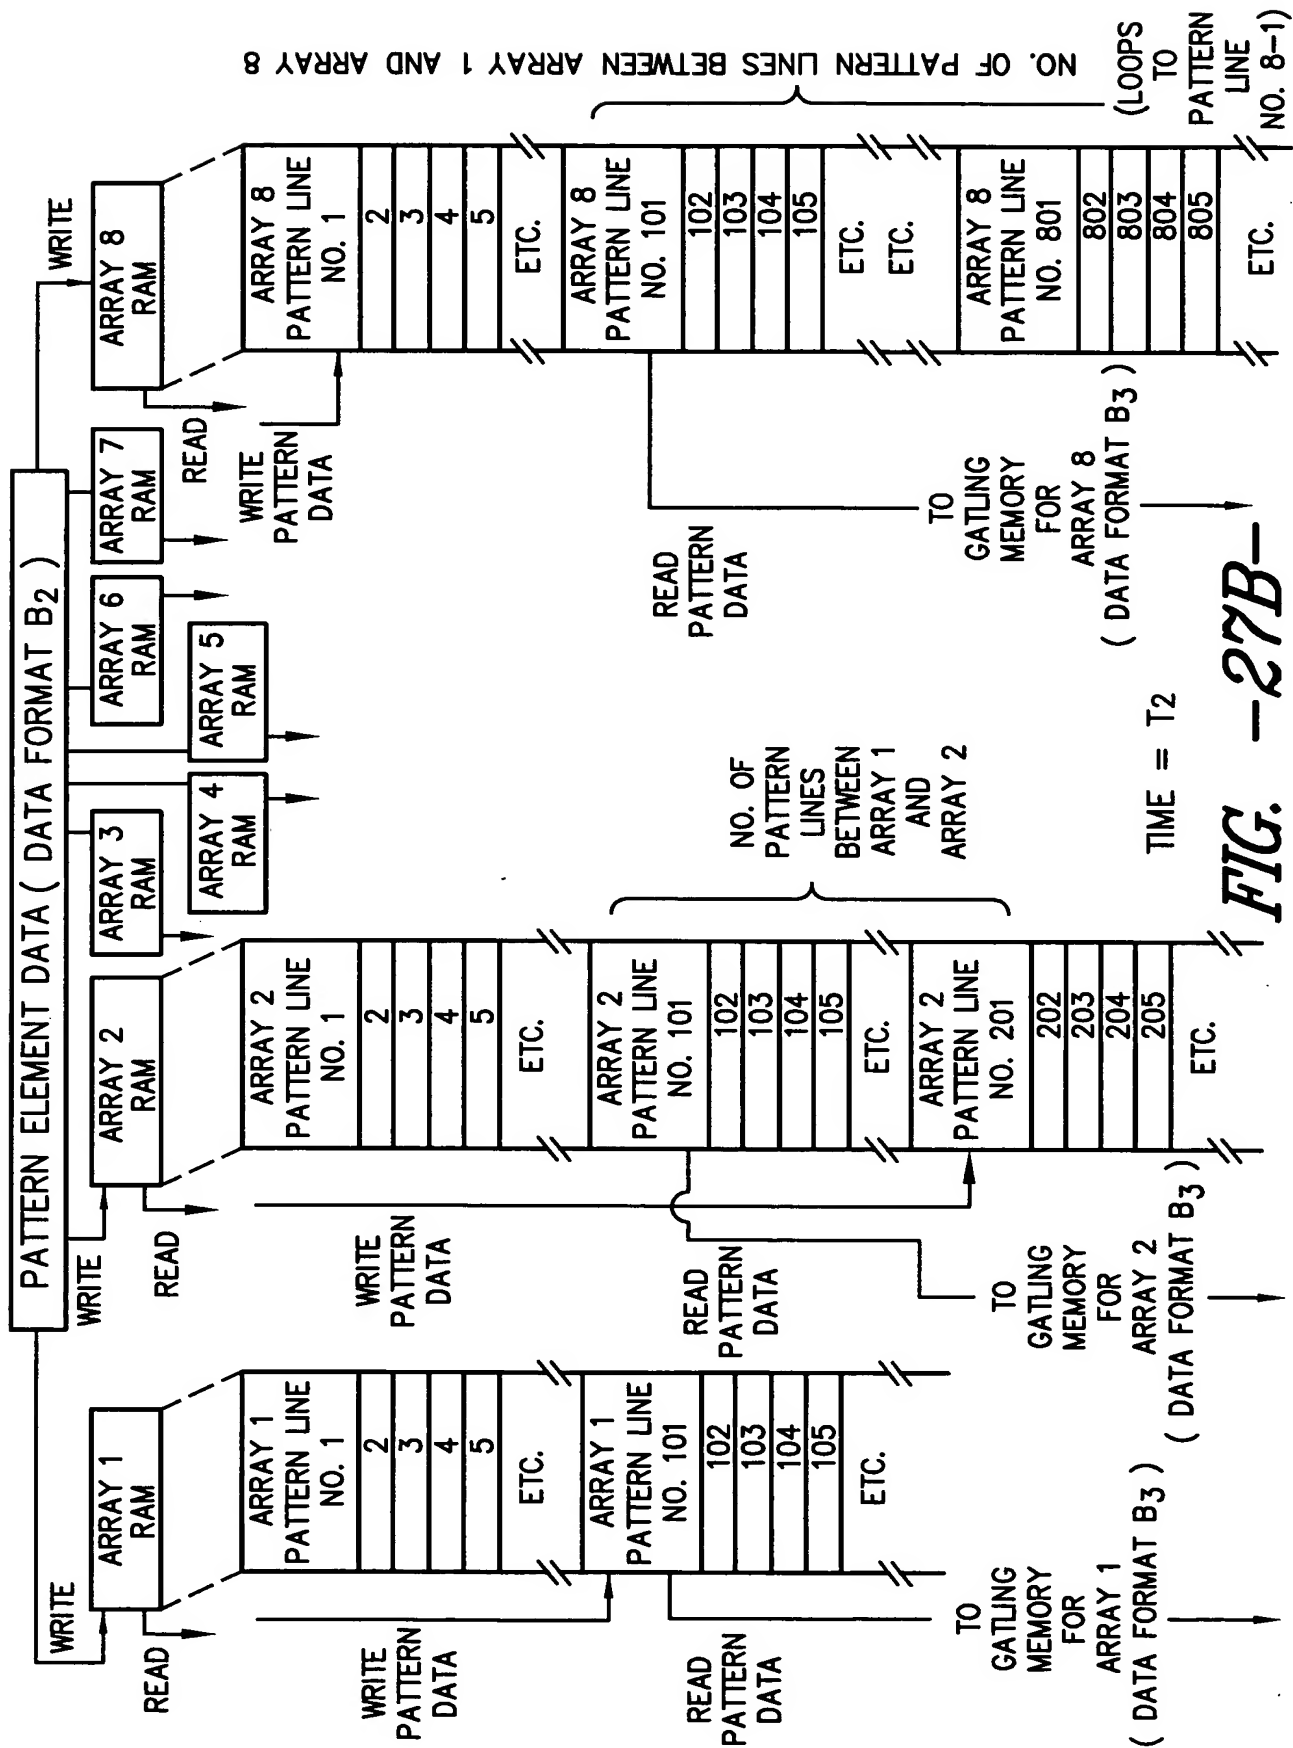 PATTERN ELEMENT DATA ( DATA FORMAT B2 )
WRITE
ARRAY 1
RAM
READ
WRITE
ARRAY 2
RAM
READ
ARRAY 3
RAM
ARRAY 4
RAM
ARRAY 5
RAM
ARRAY 6
RAM
ARRAY 7
RAM
WRITE
ARRAY 8
RAM
READ
WRITE
PATTERN
DATA
READ
PATTERN
DATA
ARRAY 1
PATTERN LINE
NO. 1
2
3
4
5
ETC.
ARRAY 1
PATTERN LINE
NO. 101
102
103
104
105
ETC.
TO
GATLING
MEMORY
FOR
ARRAY 1
( DATA FORMAT B3 )
WRITE
PATTERN
DATA
READ
PATTERN
DATA
ARRAY 2
PATTERN LINE
NO. 1
2
3
4
5
ETC.
ARRAY 2
PATTERN LINE
NO. 101
102
103
104
105
ETC.
ARRAY 2
PATTERN LINE
NO. 201
202
203
204
205
ETC.
TO
GATLING
MEMORY
FOR
ARRAY 2
( DATA FORMAT B3 )
NO. OF
PATTERN
LINES
BETWEEN
ARRAY 1
AND
ARRAY 2
WRITE
PATTERN
DATA
READ
PATTERN
DATA
ARRAY 8
PATTERN LINE
NO. 1
2
3
4
5
ETC.
ARRAY 8
PATTERN LINE
NO. 101
102
103
104
105
ETC.
ETC.
ARRAY 8
PATTERN LINE
NO. 801
802
803
804
805
ETC.
TO
GATLING
MEMORY
FOR
ARRAY 8
( DATA FORMAT B3 )
NO. OF PATTERN LINES BETWEEN ARRAY 1 AND ARRAY 8
(LOOPS
TO
PATTERN
LINE
NO. 8-1)
TIME = T2
FIG. -27B-